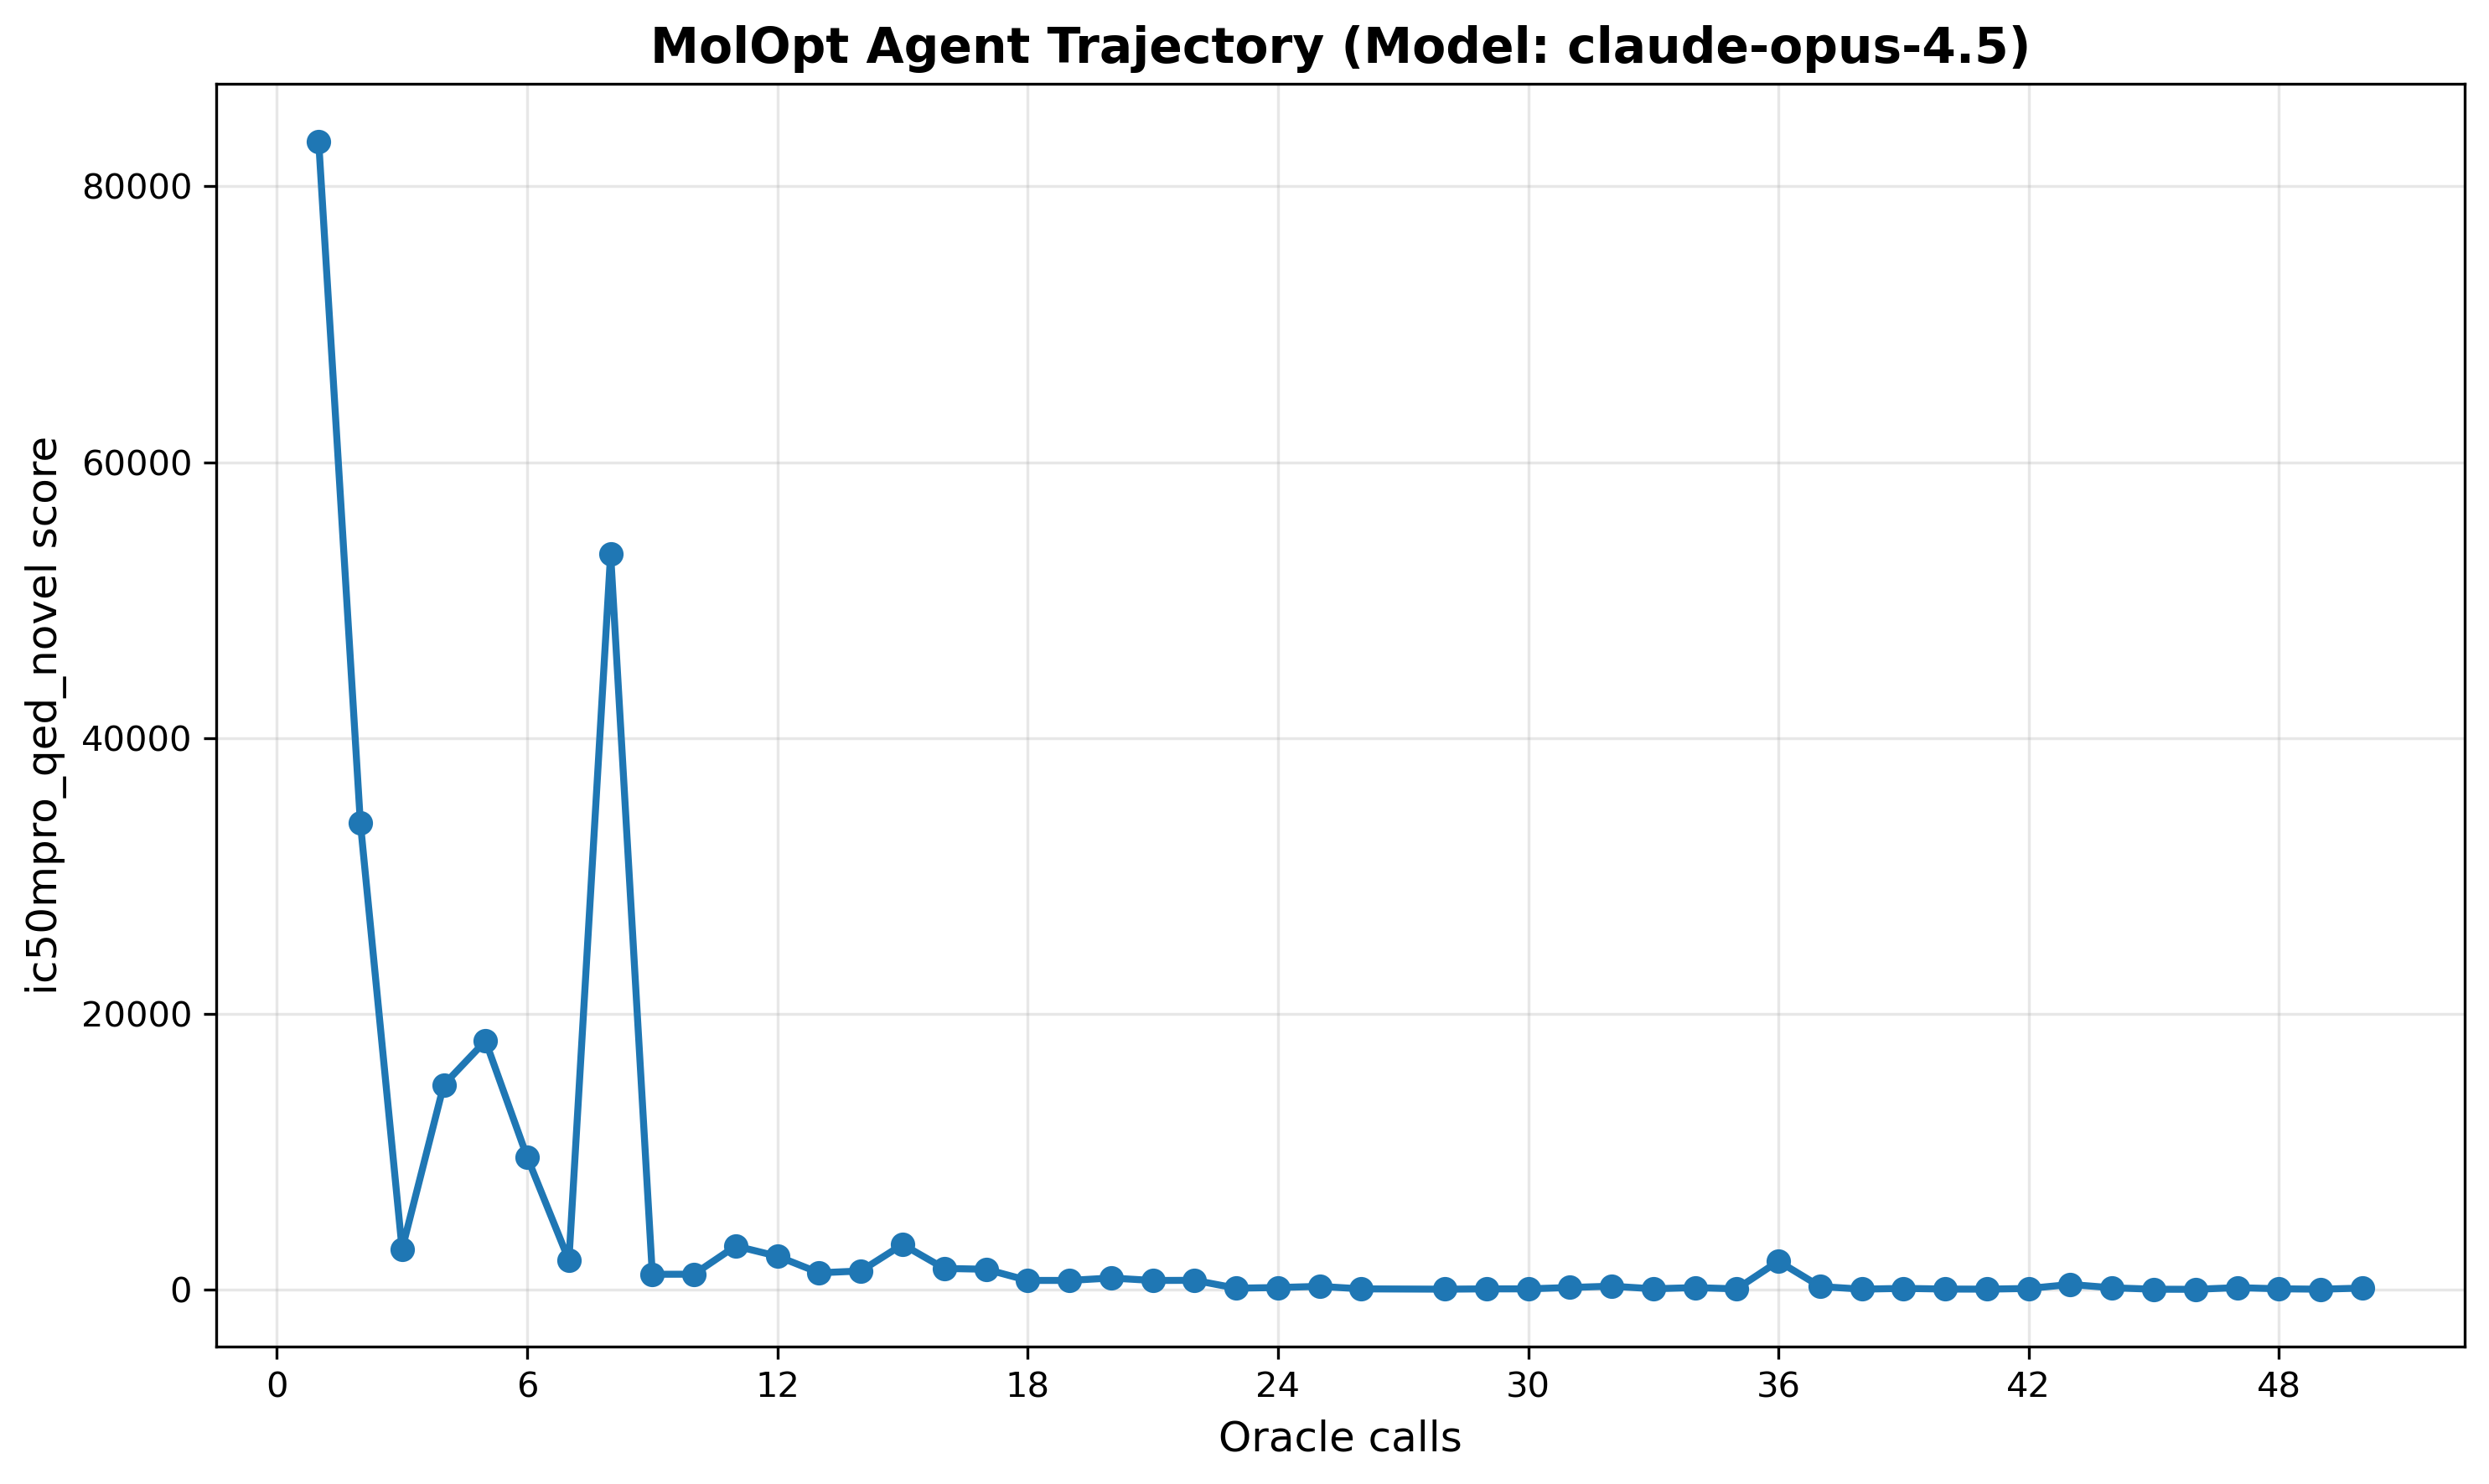 MolOpt Agent Trajectory (Model: claude-opus-4.5)
ic50mpro_qed_novel score
80000
60000
40000
20000
0
0 6 12 18 24 30 36 42 48
Oracle calls